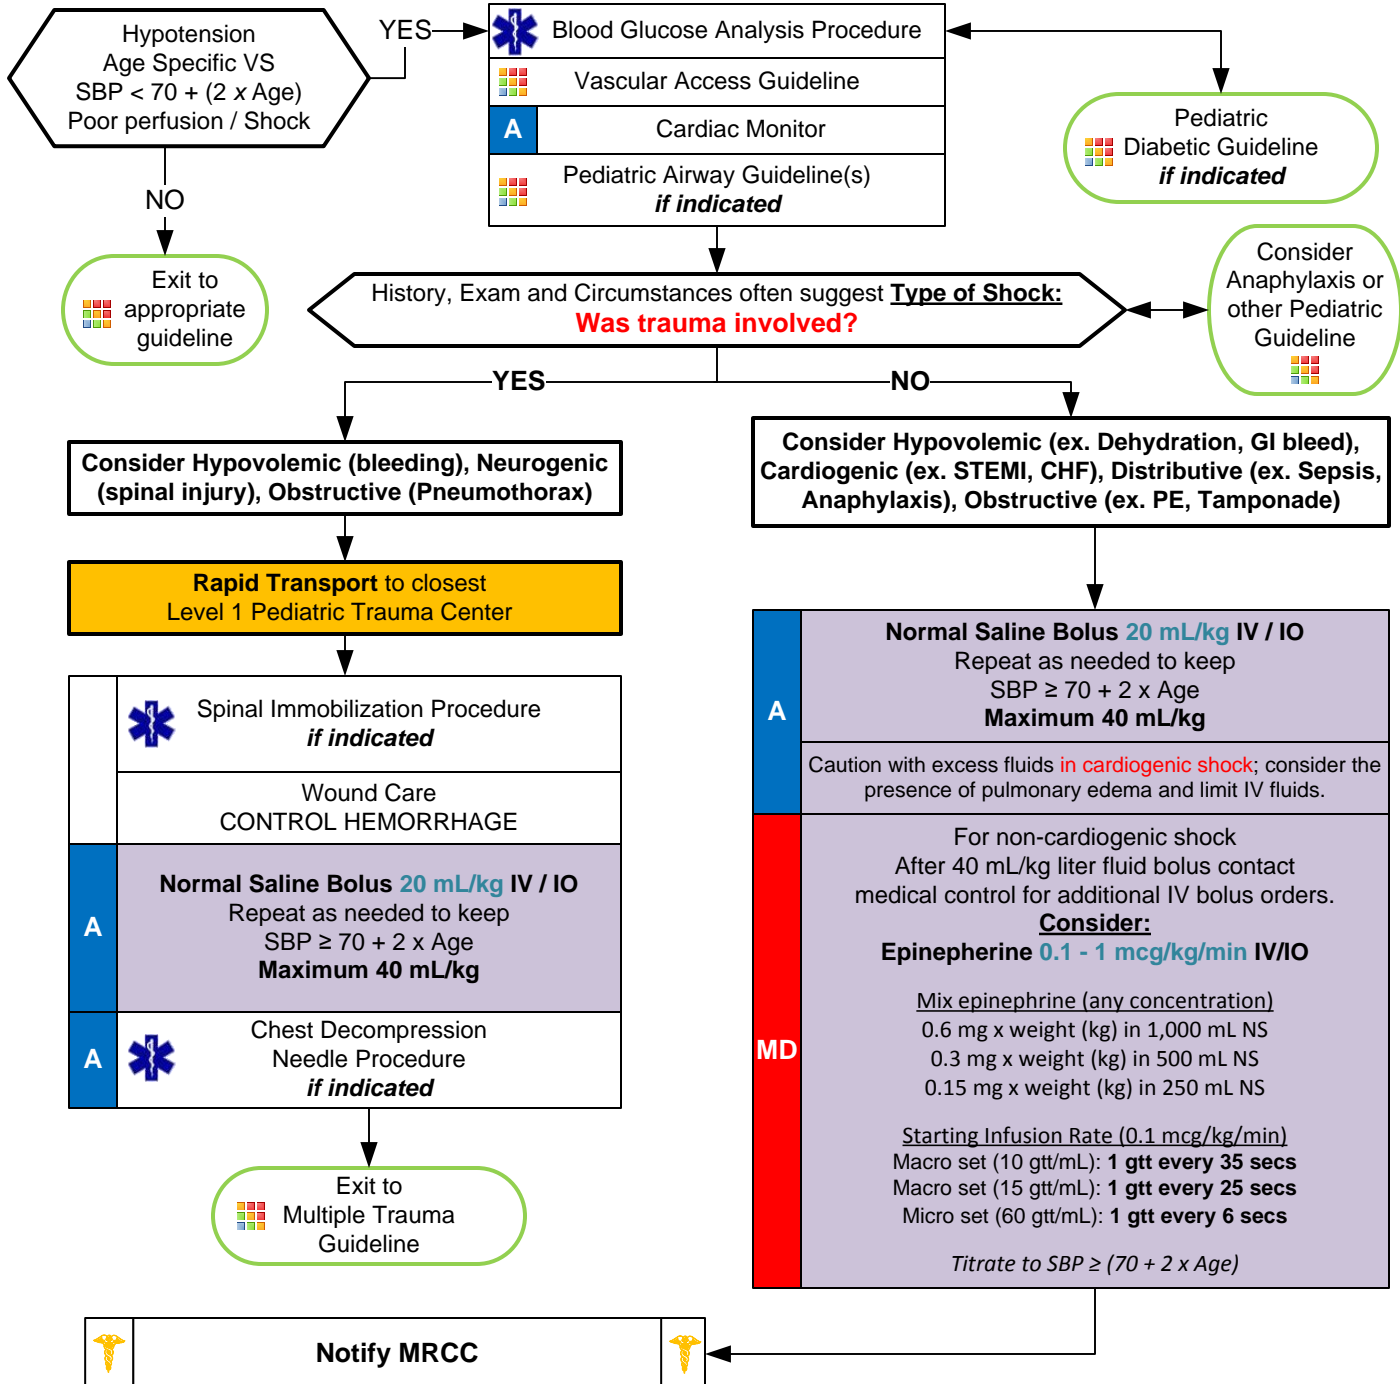 Hypotension
Age Specific VS
SBP < 70 + (2 x Age)
Poor perfusion / Shock
YES
NO
Exit to
appropriate
guideline
Blood Glucose Analysis Procedure
Vascular Access Guideline
A
Cardiac Monitor
Pediatric Airway Guideline(s)
if indicated
Pediatric
Diabetic Guideline
if indicated
History, Exam and Circumstances often suggest Type of Shock:
Was trauma involved?
Consider
Anaphylaxis or
other Pediatric
Guideline
YES
NO
Consider Hypovolemic (bleeding), Neurogenic
(spinal injury), Obstructive (Pneumothorax)
Rapid Transport to closest
Level 1 Pediatric Trauma Center
Spinal Immobilization Procedure
if indicated
Wound Care
CONTROL HEMORRHAGE
A
Normal Saline Bolus 20 mL/kg IV / IO
Repeat as needed to keep
SBP ≥ 70 + 2 x Age
Maximum 40 mL/kg
A
Chest Decompression
Needle Procedure
if indicated
Exit to
Multiple Trauma
Guideline
Consider Hypovolemic (ex. Dehydration, GI bleed),
Cardiogenic (ex. STEMI, CHF), Distributive (ex. Sepsis,
Anaphylaxis), Obstructive (ex. PE, Tamponade)
A
Normal Saline Bolus 20 mL/kg IV / IO
Repeat as needed to keep
SBP ≥ 70 + 2 x Age
Maximum 40 mL/kg
Caution with excess fluids in cardiogenic shock; consider the
presence of pulmonary edema and limit IV fluids.
MD
For non-cardiogenic shock
After 40 mL/kg liter fluid bolus contact
medical control for additional IV bolus orders.
Consider:
Epinepherine 0.1 - 1 mcg/kg/min IV/IO
Mix epinephrine (any concentration)
0.6 mg x weight (kg) in 1,000 mL NS
0.3 mg x weight (kg) in 500 mL NS
0.15 mg x weight (kg) in 250 mL NS
Starting Infusion Rate (0.1 mcg/kg/min)
Macro set (10 gtt/mL): 1 gtt every 35 secs
Macro set (15 gtt/mL): 1 gtt every 25 secs
Micro set (60 gtt/mL): 1 gtt every 6 secs
Titrate to SBP ≥ (70 + 2 x Age)
Notify MRCC